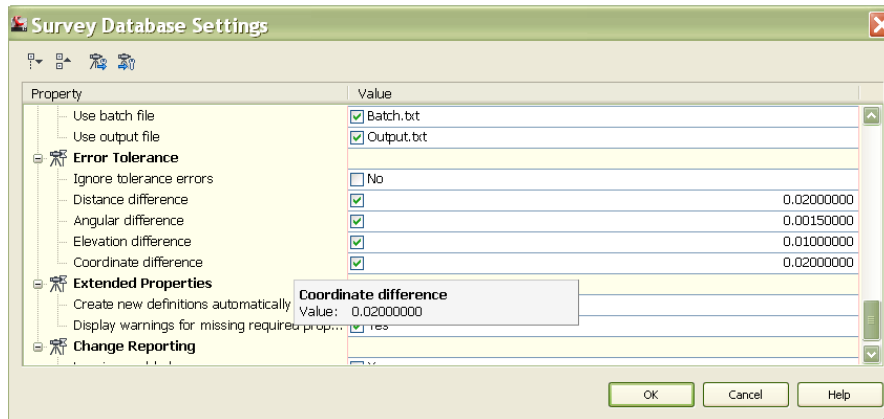 Survey Database Settings
Property Value
Use batch file Batch.txt
Use output file Output.txt
Error Tolerance
Ignore tolerance errors No
Distance difference 0.02000000
Angular difference 0.00150000
Elevation difference 0.01000000
Coordinate difference 0.02000000
Extended Properties
Coordinate difference
Create new definitions automatically
Value: 0.02000000
Display warnings for missing required prop... Yes
Change Reporting
OK Cancel Help